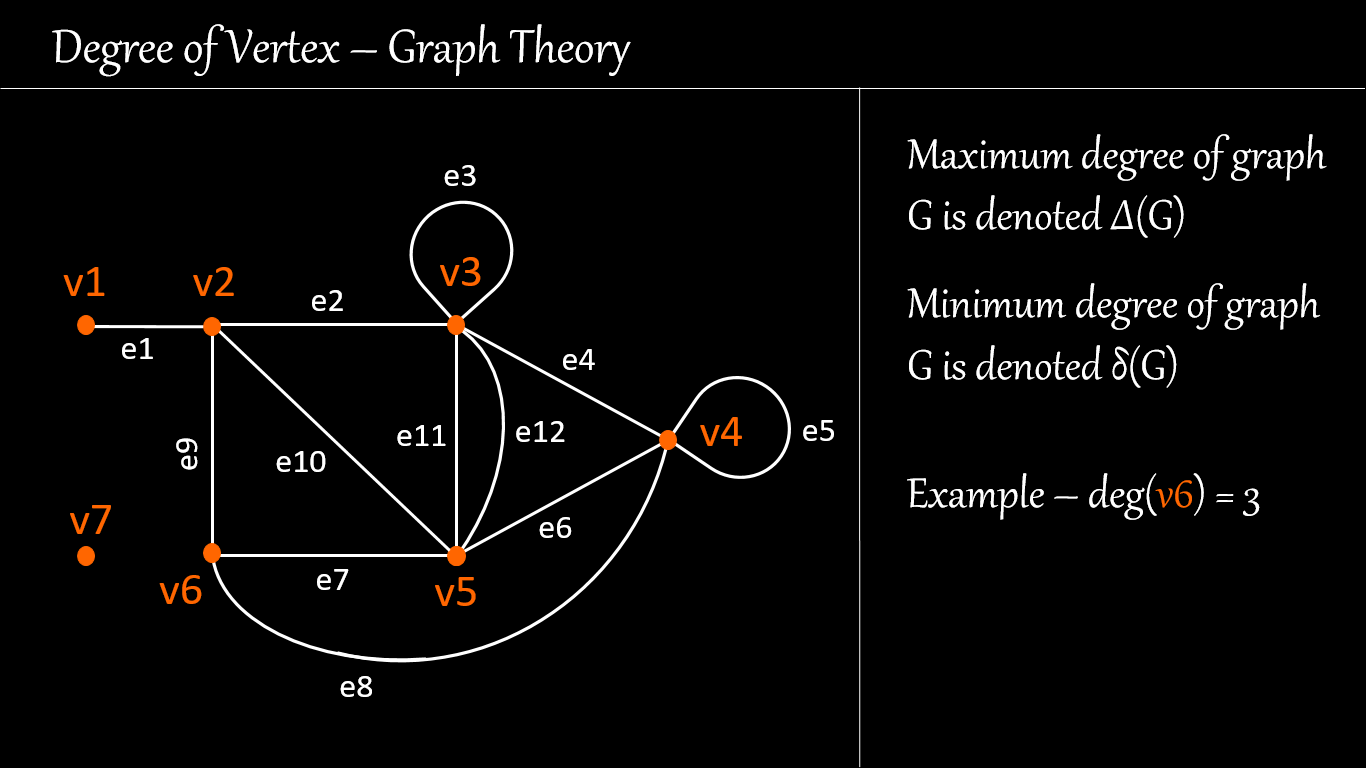 Degree of Vertex – Graph Theory
e3
v1
v2
v3
e2
e1
e4
e9
e10
e11
e12
v4
e5
v7
v6
e7
v5
e6
e8
Maximum degree of graph
G is denoted Δ(G)
Minimum degree of graph
G is denoted δ(G)
Example – deg(v6) = 3